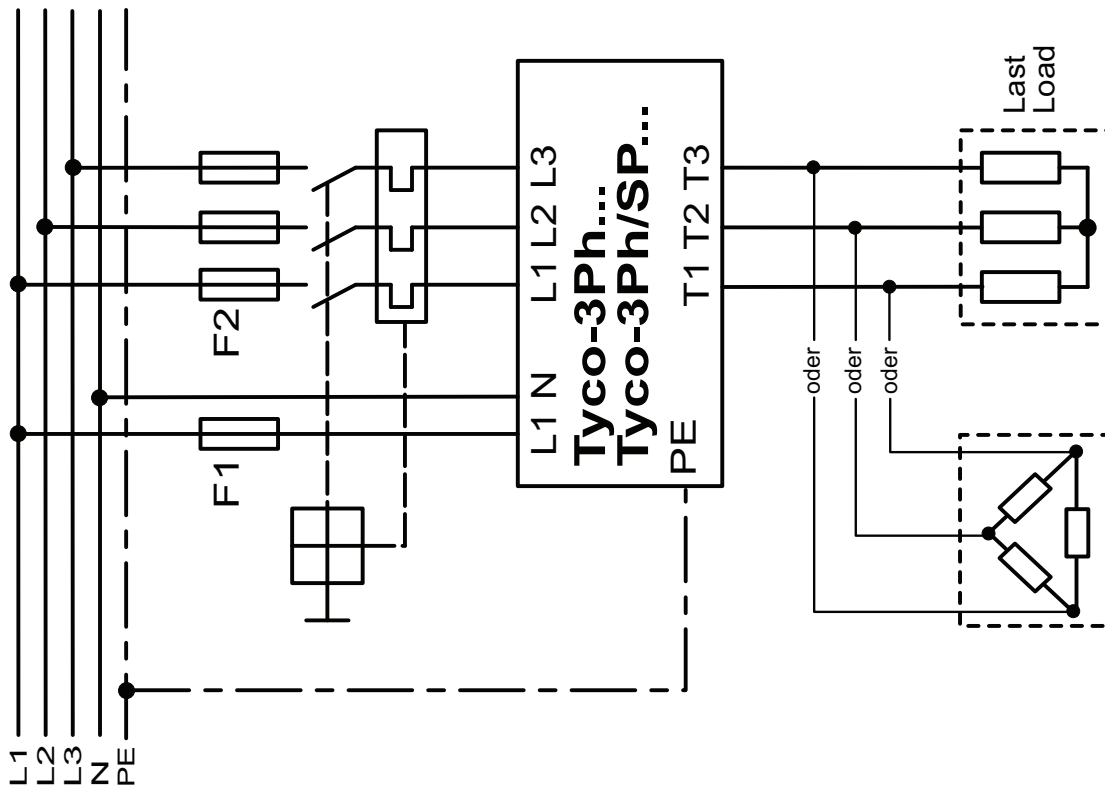 L1
L2
L3
N
PE
F1
F2
L1 N L1 L2 L3
Tyco-3Ph...
Tyco-3Ph/SP...
PE T1 T2 T3
oder
oder
oder
Last
Load